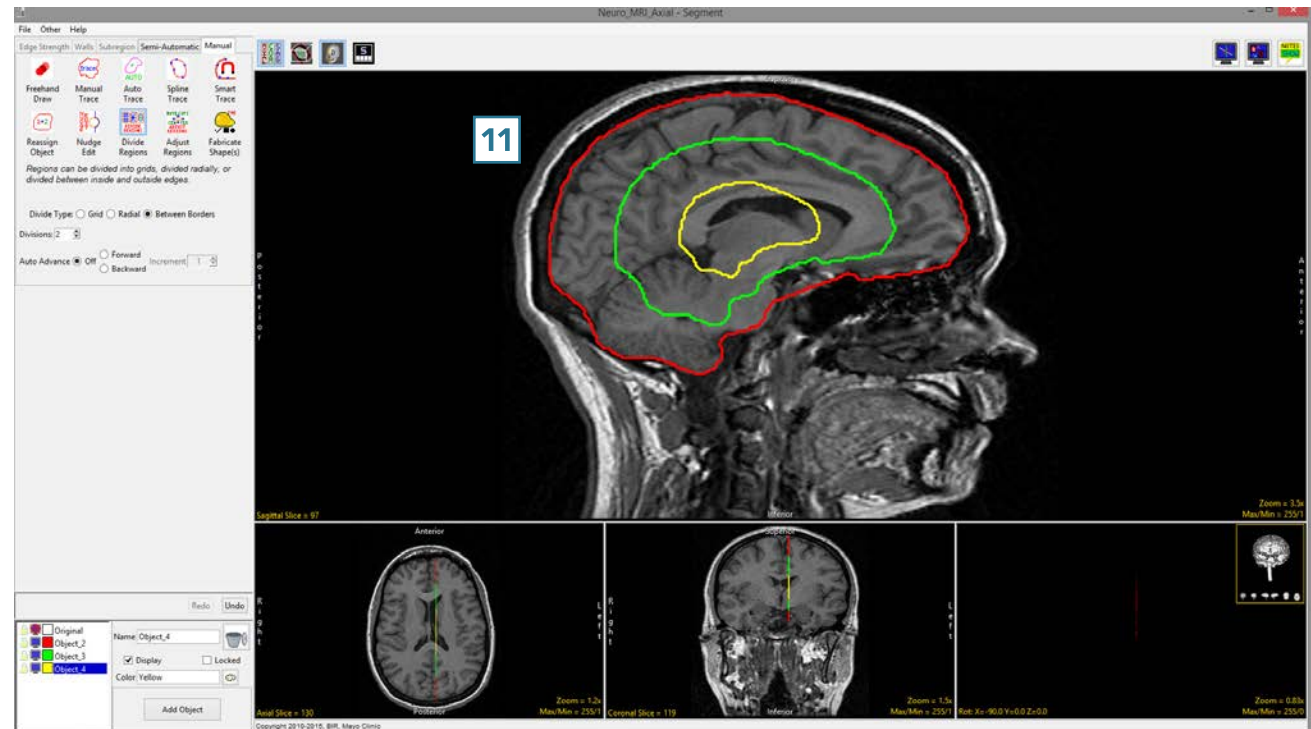 Neuro_MRI_Axial - Segment
File Other Help
Edge Strength Walls Subregion Semi-Automatic Manual
trace
AUTO
Freehand Draw
Manual Trace
Auto Trace
Spline Trace
Smart Trace
Reassign Object
Nudge Edit
Divide Regions
Adjust Regions
Fabricate Shape(s)
Regions can be divided into grids, divided radially, or
divided between inside and outside edges.
Divide Type: Grid Radial Between Borders
Divisions: 2
Auto Advance Off Forward Backward Increment 1
Redo Undo
Original
Object_2
Object_3
Object_4
Name: Object_4
Display Locked
Color: Yellow
Add Object
S
NOTES
11
Superior
Posterior
Anterior
Inferior
Sagittal Slice = 97
Zoom = 3.5x
Max/Min = 255/1
Anterior
Right
Left
Posterior
Axial Slice = 130
Zoom = 1.2x
Max/Min = 255/1
Superior
Right
Left
Inferior
Coronal Slice = 119
Zoom = 1.5x
Max/Min = 255/1
Rot: X=-90.0 Y=0.0 Z=0.0
Zoom = 0.83x
Max/Min = 255/0
Copyright 2010-2015, BIR, Mayo Clinic